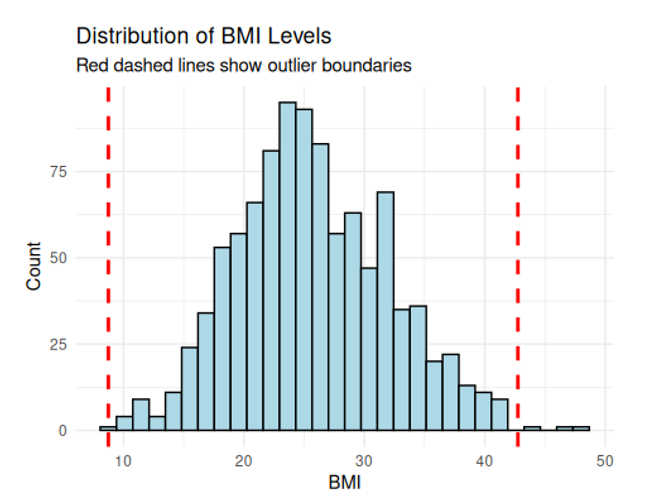 Distribution of BMI Levels
Red dashed lines show outlier boundaries
Count
75
50
25
0
10 20 30 40 50
BMI